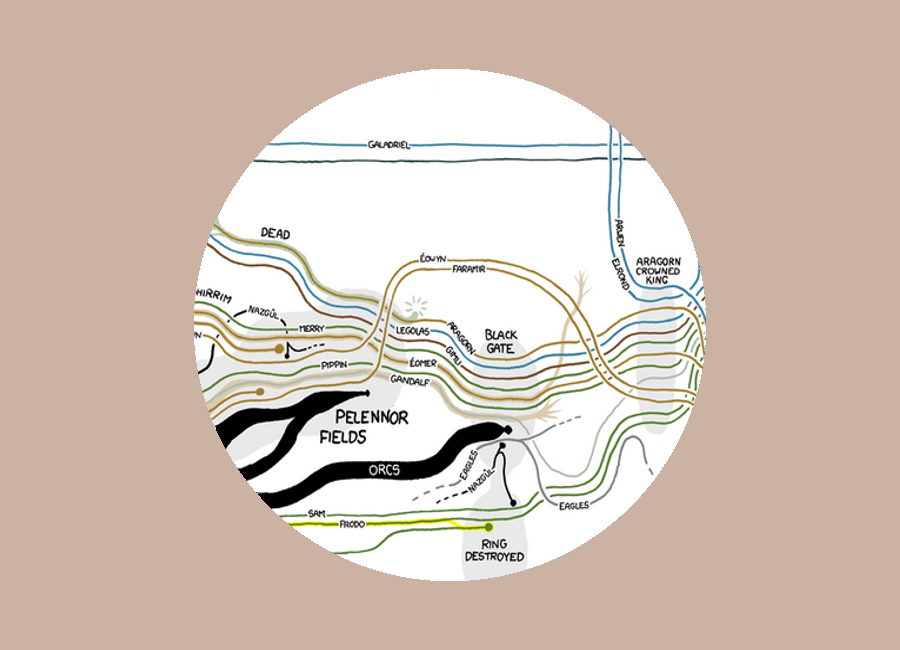 GALADRIEL
ARWEN
DEAD
ÉOWYN
FARAMIR
ELROND
ARAGORN
CROWNED
KING
HIRRIM
NAZGÛL
MERRY
LEGOLAS
ARAGORN
BLACK
GATE
N
GIMLI
PIPPIN
ÉOMER
GANDALF
PELENNOR
FIELDS
ORCS
EAGLES
NAZGÛL
EAGLES
SAM
FRODO
RING
DESTROYED